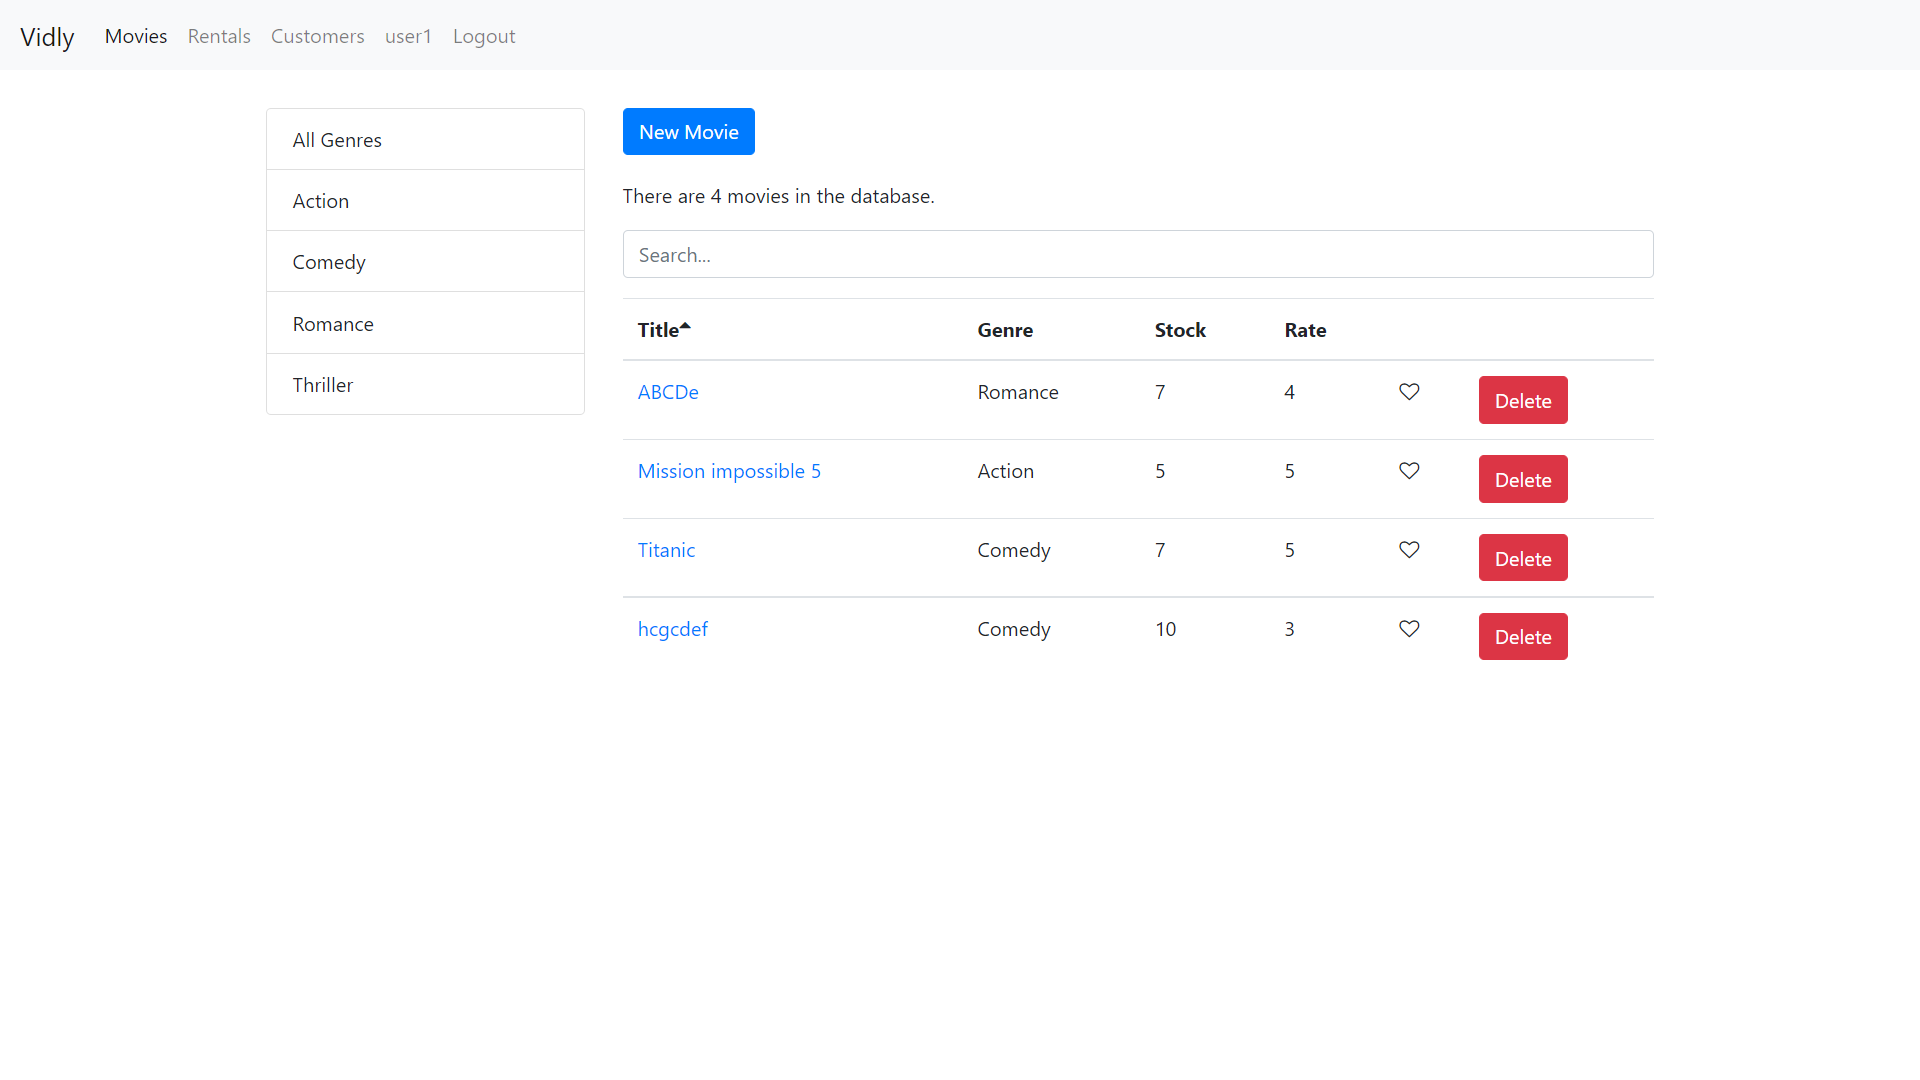 Vidly Movies Rentals Customers user1 Logout
All Genres
Action
Comedy
Romance
Thriller
New Movie
There are 4 movies in the database.
Search...
Title Genre Stock Rate
ABCDe Romance 7 4 Delete
Mission impossible 5 Action 5 5 Delete
Titanic Comedy 7 5 Delete
hcgcdef Comedy 10 3 Delete